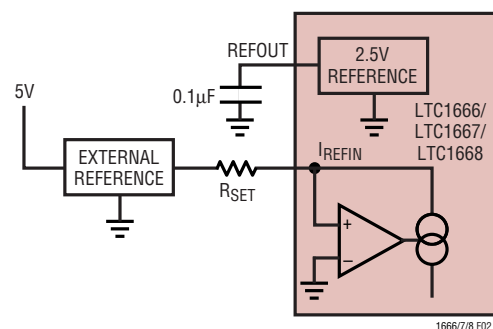 REFOUT
2.5V
REFERENCE
5V
0.1µF
LTC1666/
LTC1667/
LTC1668
EXTERNAL
REFERENCE
RSET
IREFIN
+
–
1666/7/8 F02